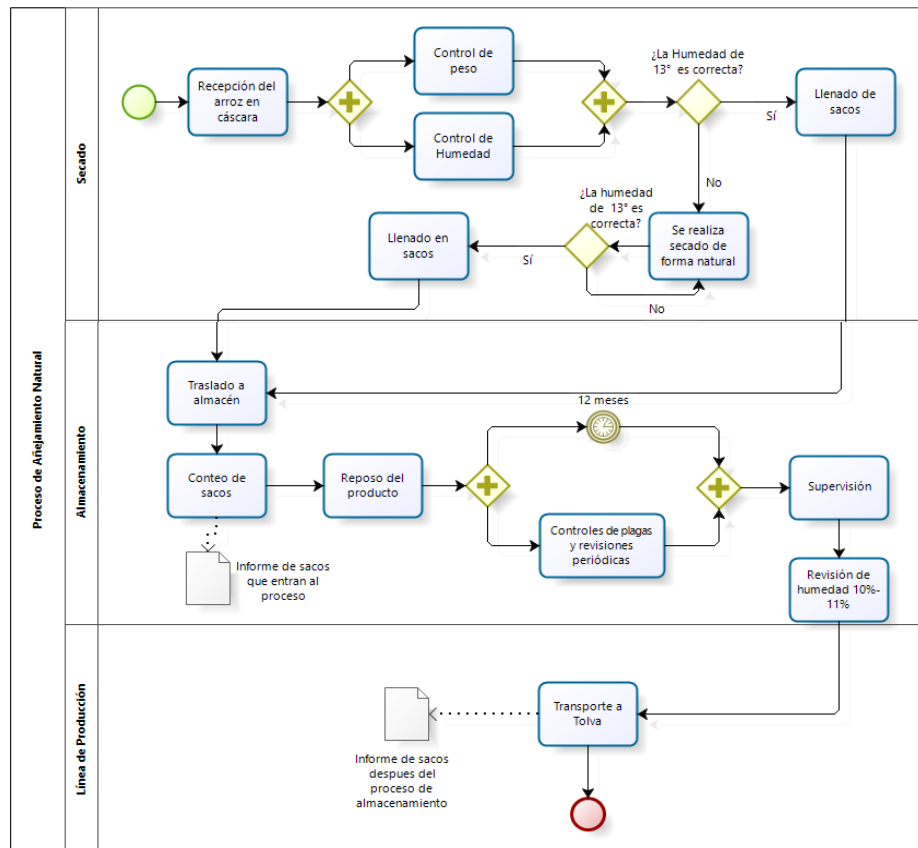 Proceso de Añejamiento Natural
Secado
Recepción del
arroz en
cáscara
Control de
peso
Control de
Humedad
¿La Humedad de
13° es correcta?
Sí
Llenado de
sacos
No
Se realiza
secado de
forma natural
¿La humedad
de 13° es
correcta?
No
Sí
Llenado en
sacos
Almacenamiento
Traslado a
almacén
Conteo de
sacos
Informe de sacos
que entran al
proceso
Reposo del
producto
12 meses
Controles de plagas
y revisiones
periódicas
Supervisión
Revisión de
humedad 10%-
11%
Línea de Producción
Transporte a
Tolva
Informe de sacos
despues del
proceso de
almacenamiento